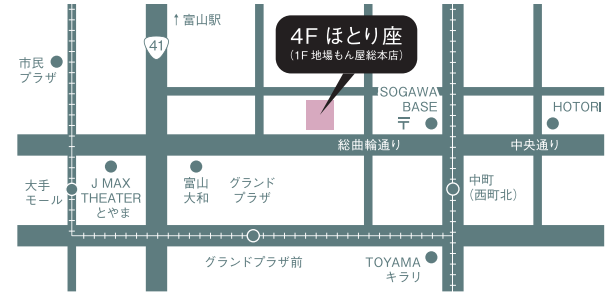 ↑富山駅
41
4F ほとり座
(1F 地場もん屋総本店)
市民
プラザ
SOGAWA
BASE
〒
HOTORI
総曲輪通り
中央通り
大手
モール
J MAX
THEATER
とやま
富山
大和
グランド
プラザ
中町
(西町北)
グランドプラザ前
TOYAMA
キラリ